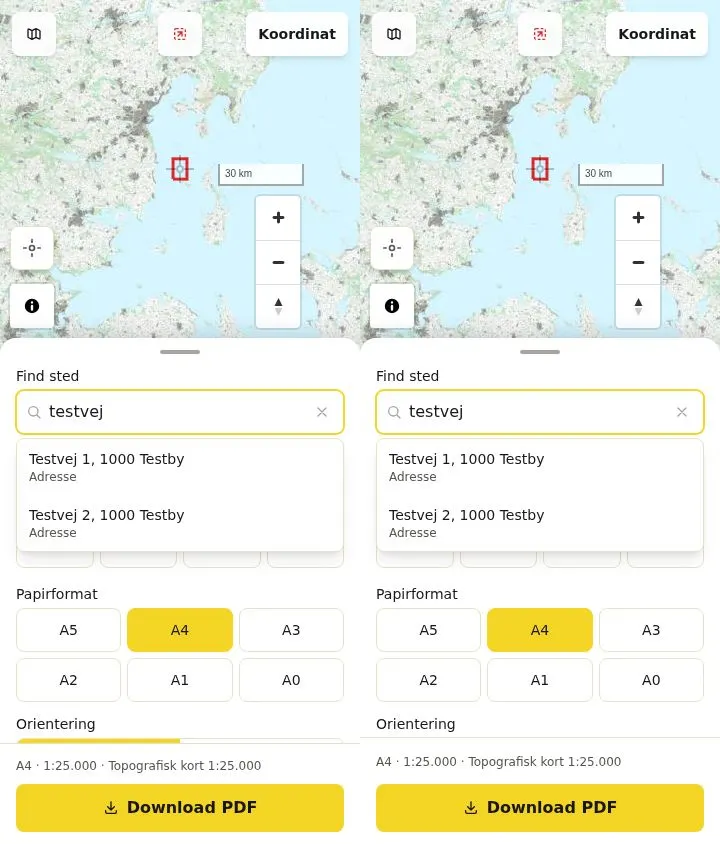 Koordinat
30 km
Find sted
testvej
Testvej 1, 1000 Testby
Adresse
Testvej 2, 1000 Testby
Adresse
Papirformat
A5 A4 A3
A2 A1 A0
Orientering
A4 · 1:25.000 · Topografisk kort 1:25.000
Download PDF
Koordinat
30 km
Find sted
testvej
Testvej 1, 1000 Testby
Adresse
Testvej 2, 1000 Testby
Adresse
Papirformat
A5 A4 A3
A2 A1 A0
Orientering
A4 · 1:25.000 · Topografisk kort 1:25.000
Download PDF